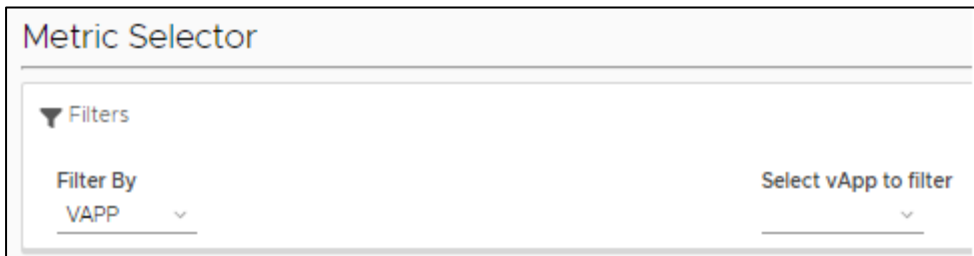 Metric Selector
Filters
Filter By
Select vApp to filter
VAPP